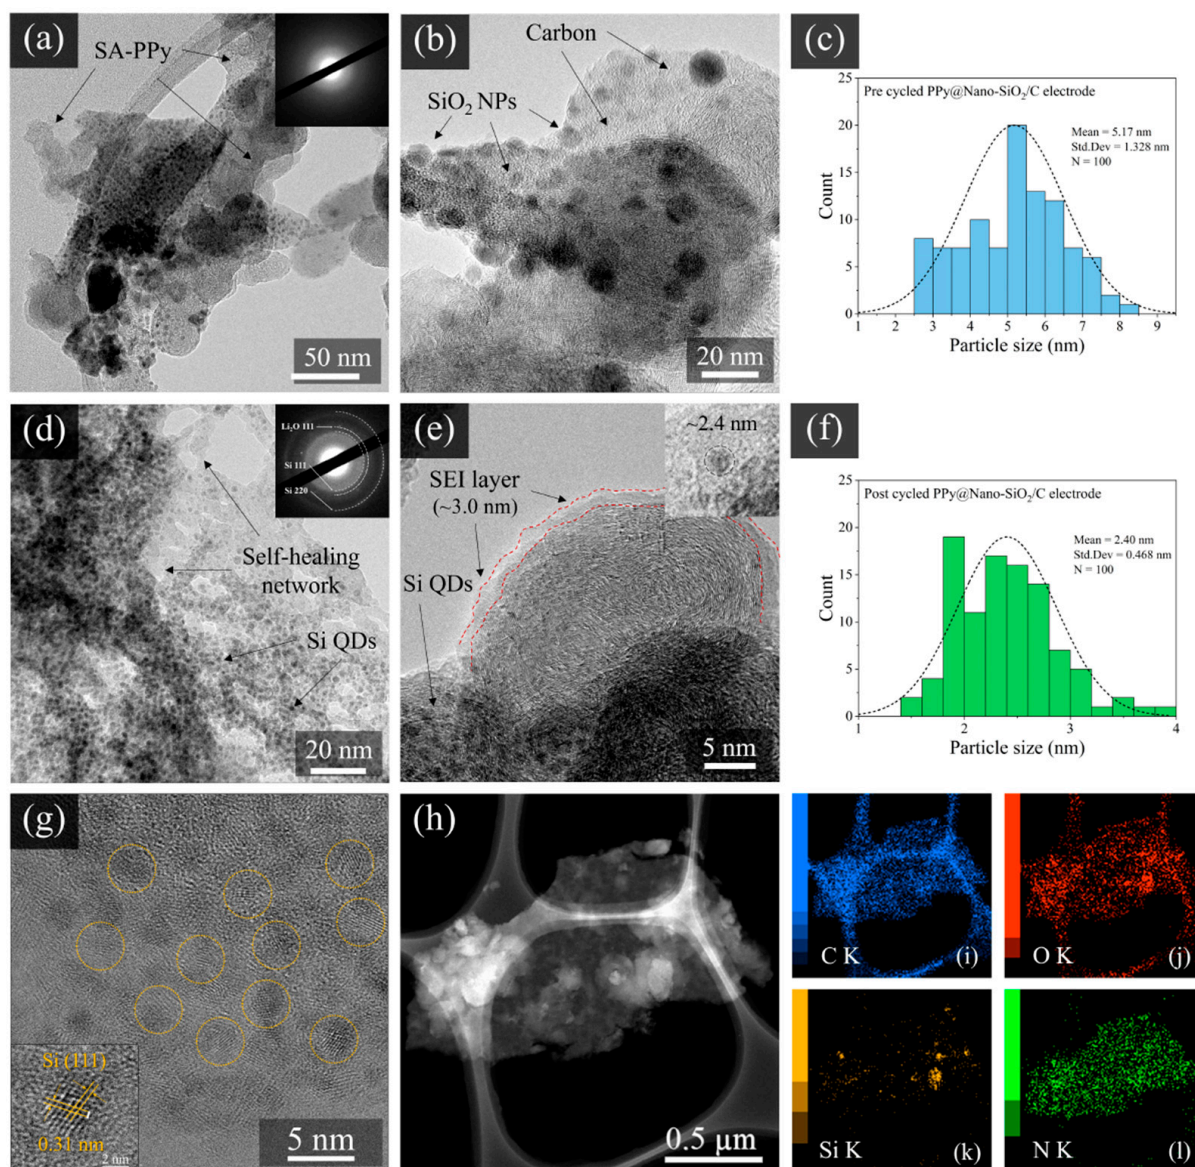 (a)
SA-PPy
50 nm
(b)
Carbon
SiO₂ NPs
20 nm
(c)
Pre cycled PPy@Nano-SiO₂/C electrode
Mean = 5.17 nm
Std.Dev = 1.328 nm
N = 100
25
20
15
10
5
0
Count
1 2 3 4 5 6 7 8 9
Particle size (nm)
(d)
Li₂O 111
Si 111
Si 220
Self-healing
network
Si QDs
20 nm
(e)
~2.4 nm
SEI layer
(~3.0 nm)
Si QDs
5 nm
(f)
Post cycled PPy@Nano-SiO₂/C electrode
Mean = 2.40 nm
Std.Dev = 0.468 nm
N = 100
25
20
15
10
5
0
Count
1 2 3 4
Particle size (nm)
(g)
Si (111)
0.31 nm
2 nm
5 nm
(h)
0.5 μm
C K (i)
O K (j)
Si K (k)
N K (l)